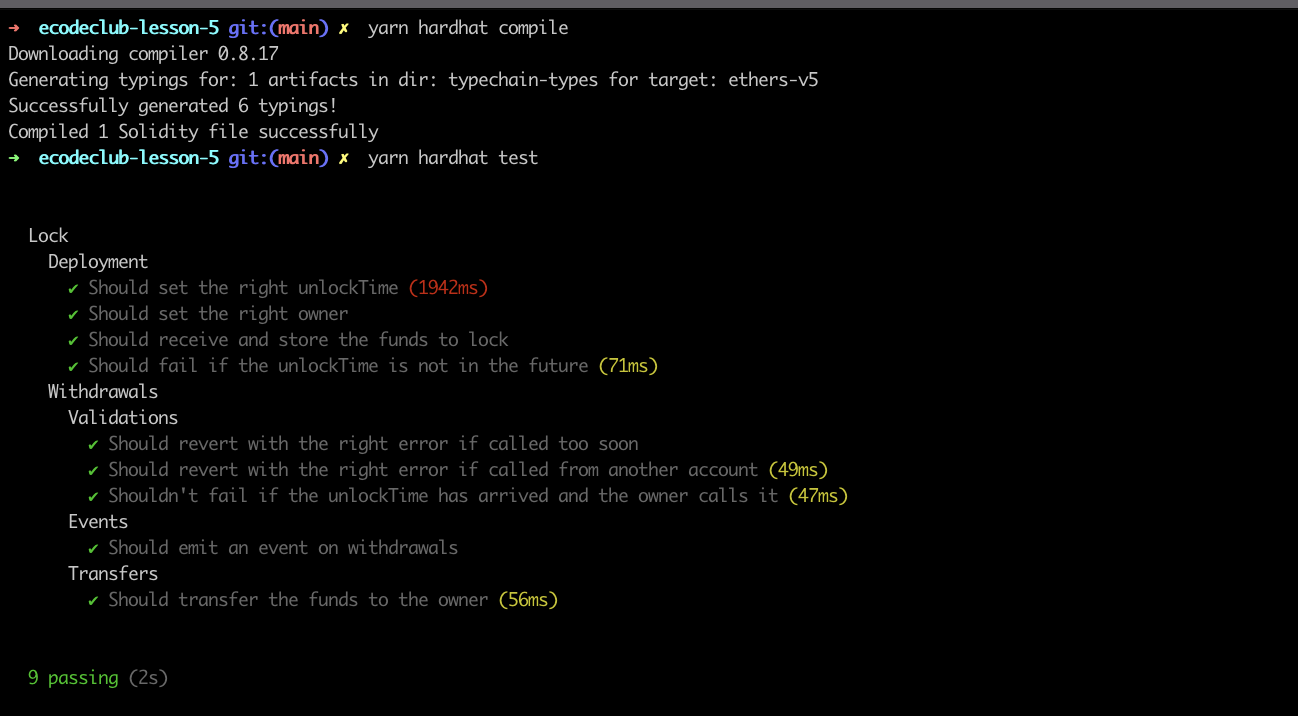 ➜  ecodeclub-lesson-5 git:(main) ✗  yarn hardhat compile
Downloading compiler 0.8.17
Generating typings for: 1 artifacts in dir: typechain-types for target: ethers-v5
Successfully generated 6 typings!
Compiled 1 Solidity file successfully
➜  ecodeclub-lesson-5 git:(main) ✗  yarn hardhat test
Lock
Deployment
✔ Should set the right unlockTime (1942ms)
✔ Should set the right owner
✔ Should receive and store the funds to lock
✔ Should fail if the unlockTime is not in the future (71ms)
Withdrawals
Validations
✔ Should revert with the right error if called too soon
✔ Should revert with the right error if called from another account (49ms)
✔ Shouldn't fail if the unlockTime has arrived and the owner calls it (47ms)
Events
✔ Should emit an event on withdrawals
Transfers
✔ Should transfer the funds to the owner (56ms)
9 passing (2s)